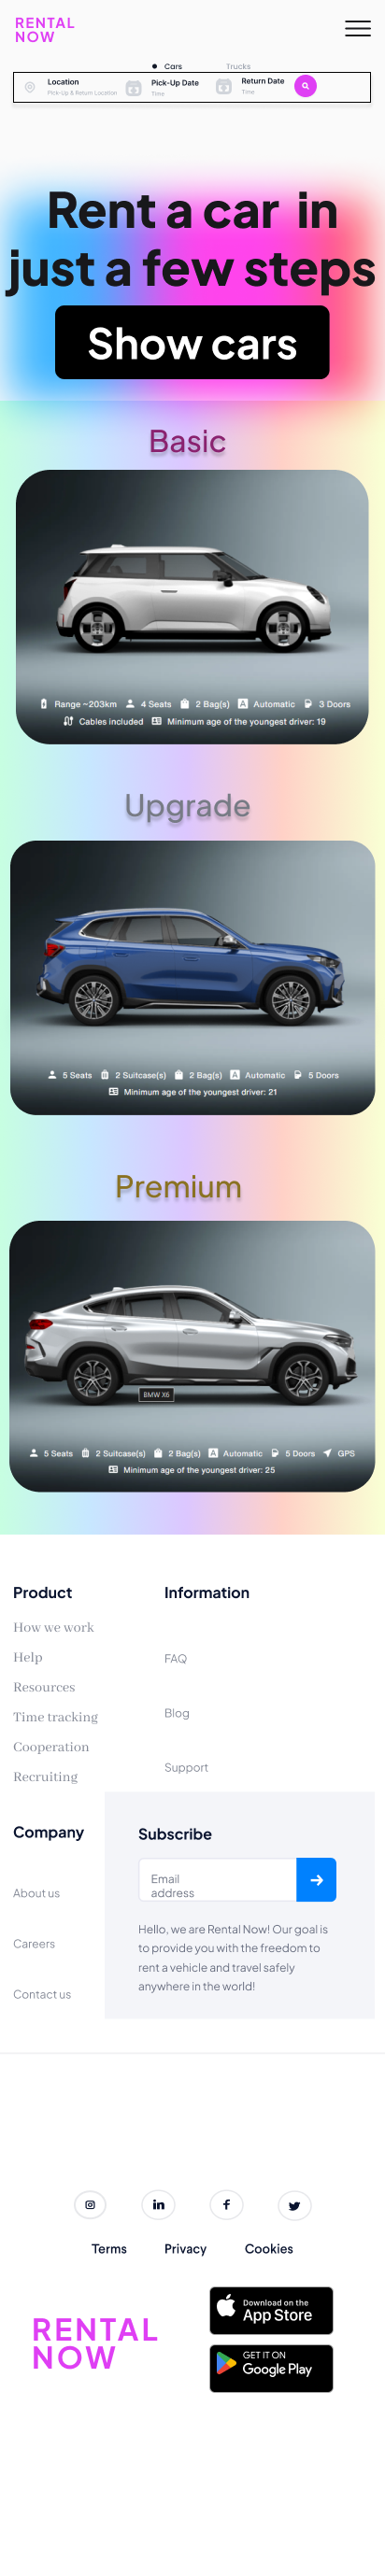 RENTAL
NOW
Cars
Trucks
Location
Pick-Up & Return Location
Pick-Up Date
Time
Return Date
Time
Rent a car in
just a few steps
Show cars
Basic
Range ~203km 4 Seats 2 Bag(s) Automatic 3 Doors
Cables included Minimum age of the youngest driver: 19
Upgrade
5 Seats 2 Suitcase(s) 2 Bag(s) Automatic 5 Doors
Minimum age of the youngest driver: 21
Premium
BMW X6
5 Seats 2 Suitcase(s) 2 Bag(s) Automatic 5 Doors GPS
Minimum age of the youngest driver: 25
Product
How we work
Help
Resources
Time tracking
Cooperation
Recruiting
Information
FAQ
Blog
Support
Company
About us
Careers
Contact us
Subscribe
Email
address
Hello, we are Rental Now! Our goal is
to provide you with the freedom to
rent a vehicle and travel safely
anywhere in the world!
Terms Privacy Cookies
RENTAL
NOW
Download on the
App Store
GET IT ON
Google Play